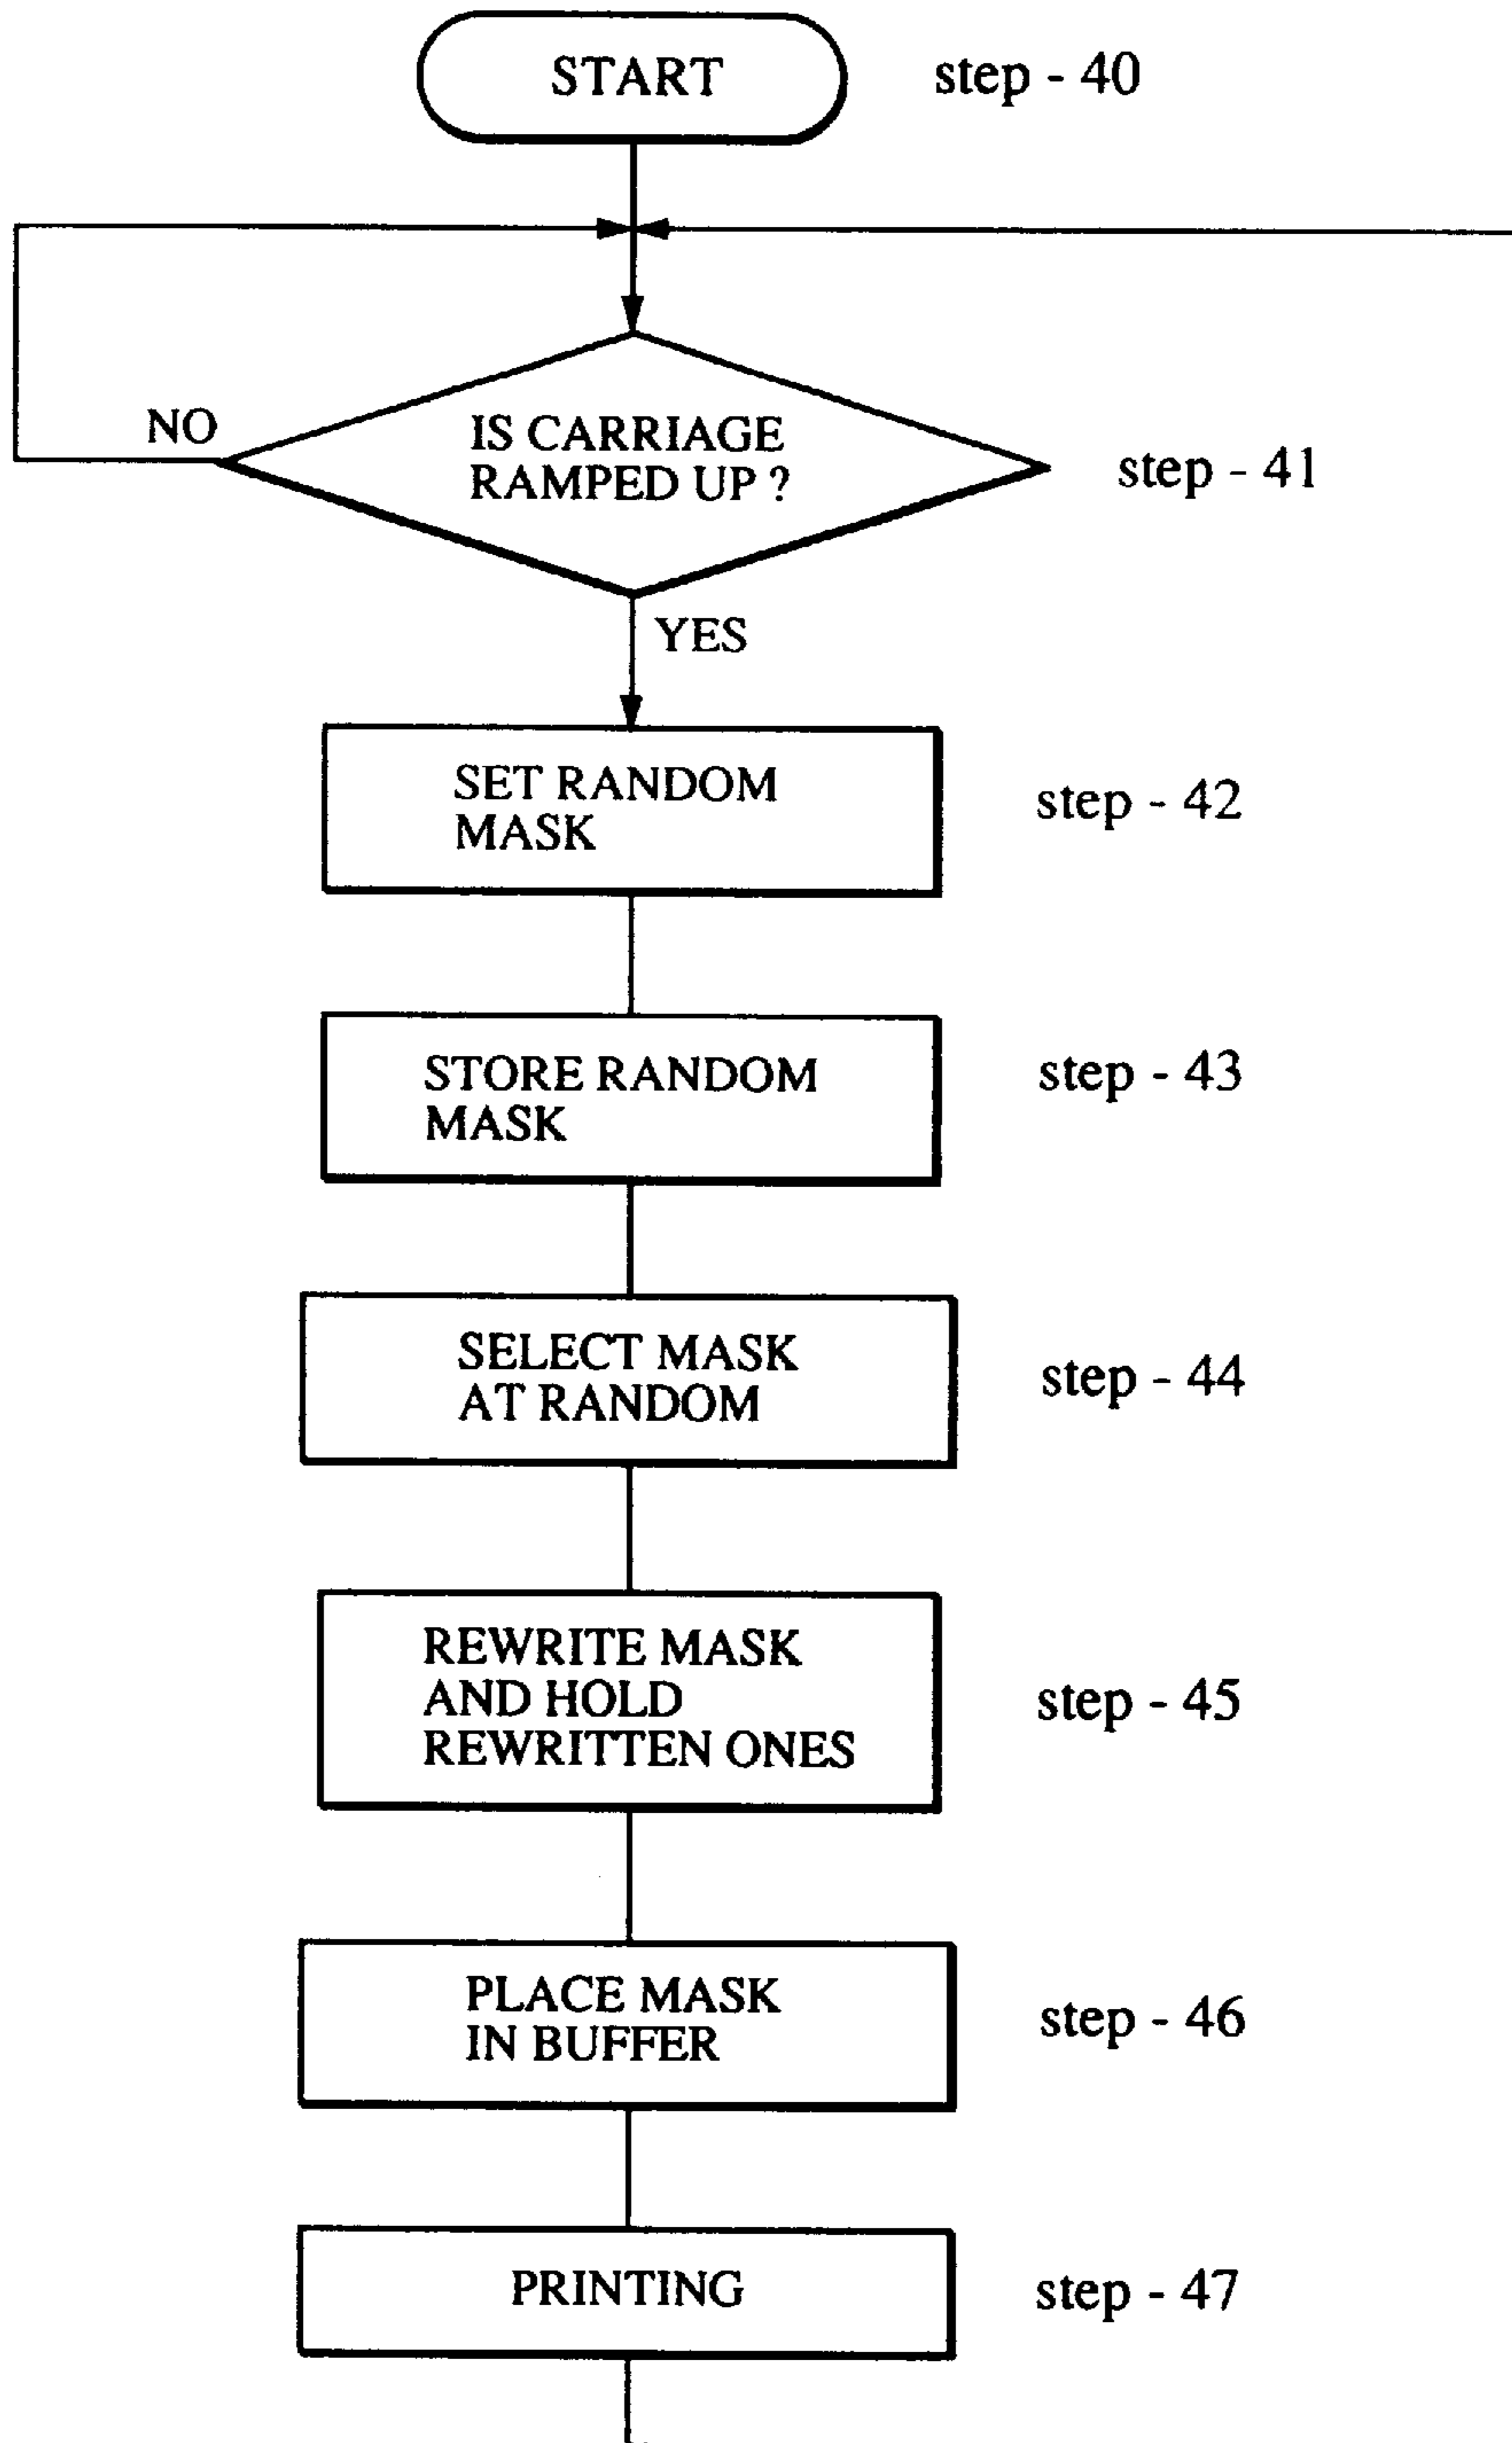 START
step - 40
NO
IS CARRIAGE
RAMPED UP ?
step - 41
YES
SET RANDOM
MASK
step - 42
STORE RANDOM
MASK
step - 43
SELECT MASK
AT RANDOM
step - 44
REWRITE MASK
AND HOLD
REWRITTEN ONES
step - 45
PLACE MASK
IN BUFFER
step - 46
PRINTING
step - 47